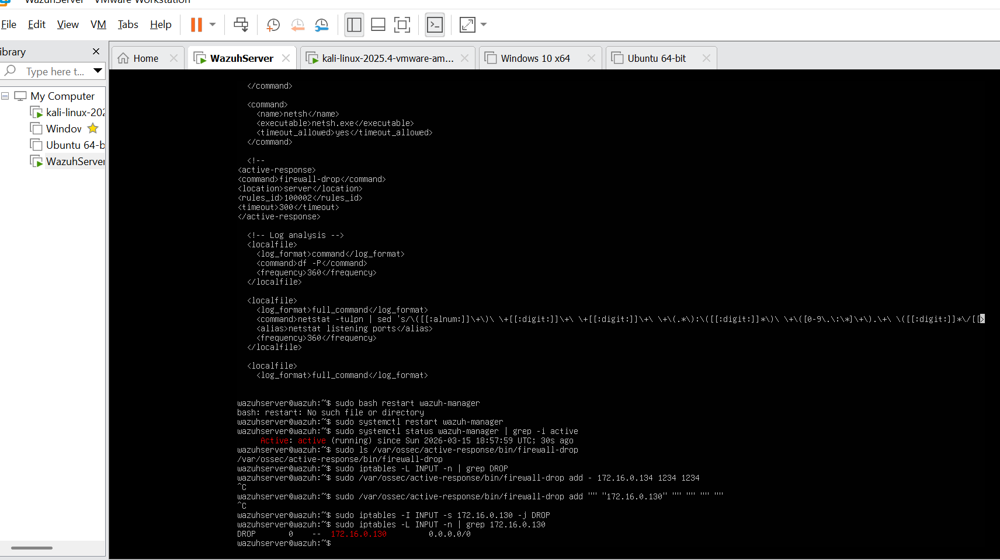 WazuhServer - VMware Workstation
File Edit View VM Tabs Help
ibrary
Home
WazuhServer
kali-linux-2025.4-vmware-am...
Windows 10 x64
Ubuntu 64-bit
Type here t...
My Computer
kali-linux-202
Window
Ubuntu 64-b
WazuhServer
</command>
<command>
<name>netsh</name>
<executable>netsh.exe</executable>
<timeout_allowed>yes</timeout_allowed>
</command>
<!--
<active-response>
<command>firewall-drop</command>
<location>server</location>
<rules_id>100002</rules_id>
<timeout>300</timeout>
</active-response>
<!-- Log analysis -->
<localfile>
<log_format>command</log_format>
<command>df -P</command>
<frequency>360</frequency>
</localfile>
<localfile>
<log_format>full_command</log_format>
<command>netstat -tulpn | sed 's/\([[:alnum:]]\+\)\ \+[[:digit:]]\+\ \+[[:digit:]]\+\ \+\(.*\):\([[:digit:]]*\)\ \+\([0-9\.\:\*]\+\).\+\ \([[:digit:]]*\/[[>
<alias>netstat listening ports</alias>
<frequency>360</frequency>
</localfile>
<localfile>
<log_format>full_command</log_format>
wazuhserver@wazuh:~$ sudo bash restart wazuh-manager
bash: restart: No such file or directory
wazuhserver@wazuh:~$ sudo systemctl restart wazuh-manager
wazuhserver@wazuh:~$ sudo systemctl status wazuh-manager | grep -i active
Active: active (running) since Sun 2026-03-15 18:57:59 UTC; 30s ago
wazuhserver@wazuh:~$ sudo ls /var/ossec/active-response/bin/firewall-drop
/var/ossec/active-response/bin/firewall-drop
wazuhserver@wazuh:~$ sudo iptables -L INPUT -n | grep DROP
wazuhserver@wazuh:~$ sudo /var/ossec/active-response/bin/firewall-drop add - 172.16.0.134 1234 1234
^C
wazuhserver@wazuh:~$ sudo /var/ossec/active-response/bin/firewall-drop add "" "172.16.0.130" "" "" "" ""
^C
wazuhserver@wazuh:~$ sudo iptables -I INPUT -s 172.16.0.130 -j DROP
wazuhserver@wazuh:~$ sudo iptables -L INPUT -n | grep 172.16.0.130
DROP 0 -- 172.16.0.130 0.0.0.0/0
wazuhserver@wazuh:~$